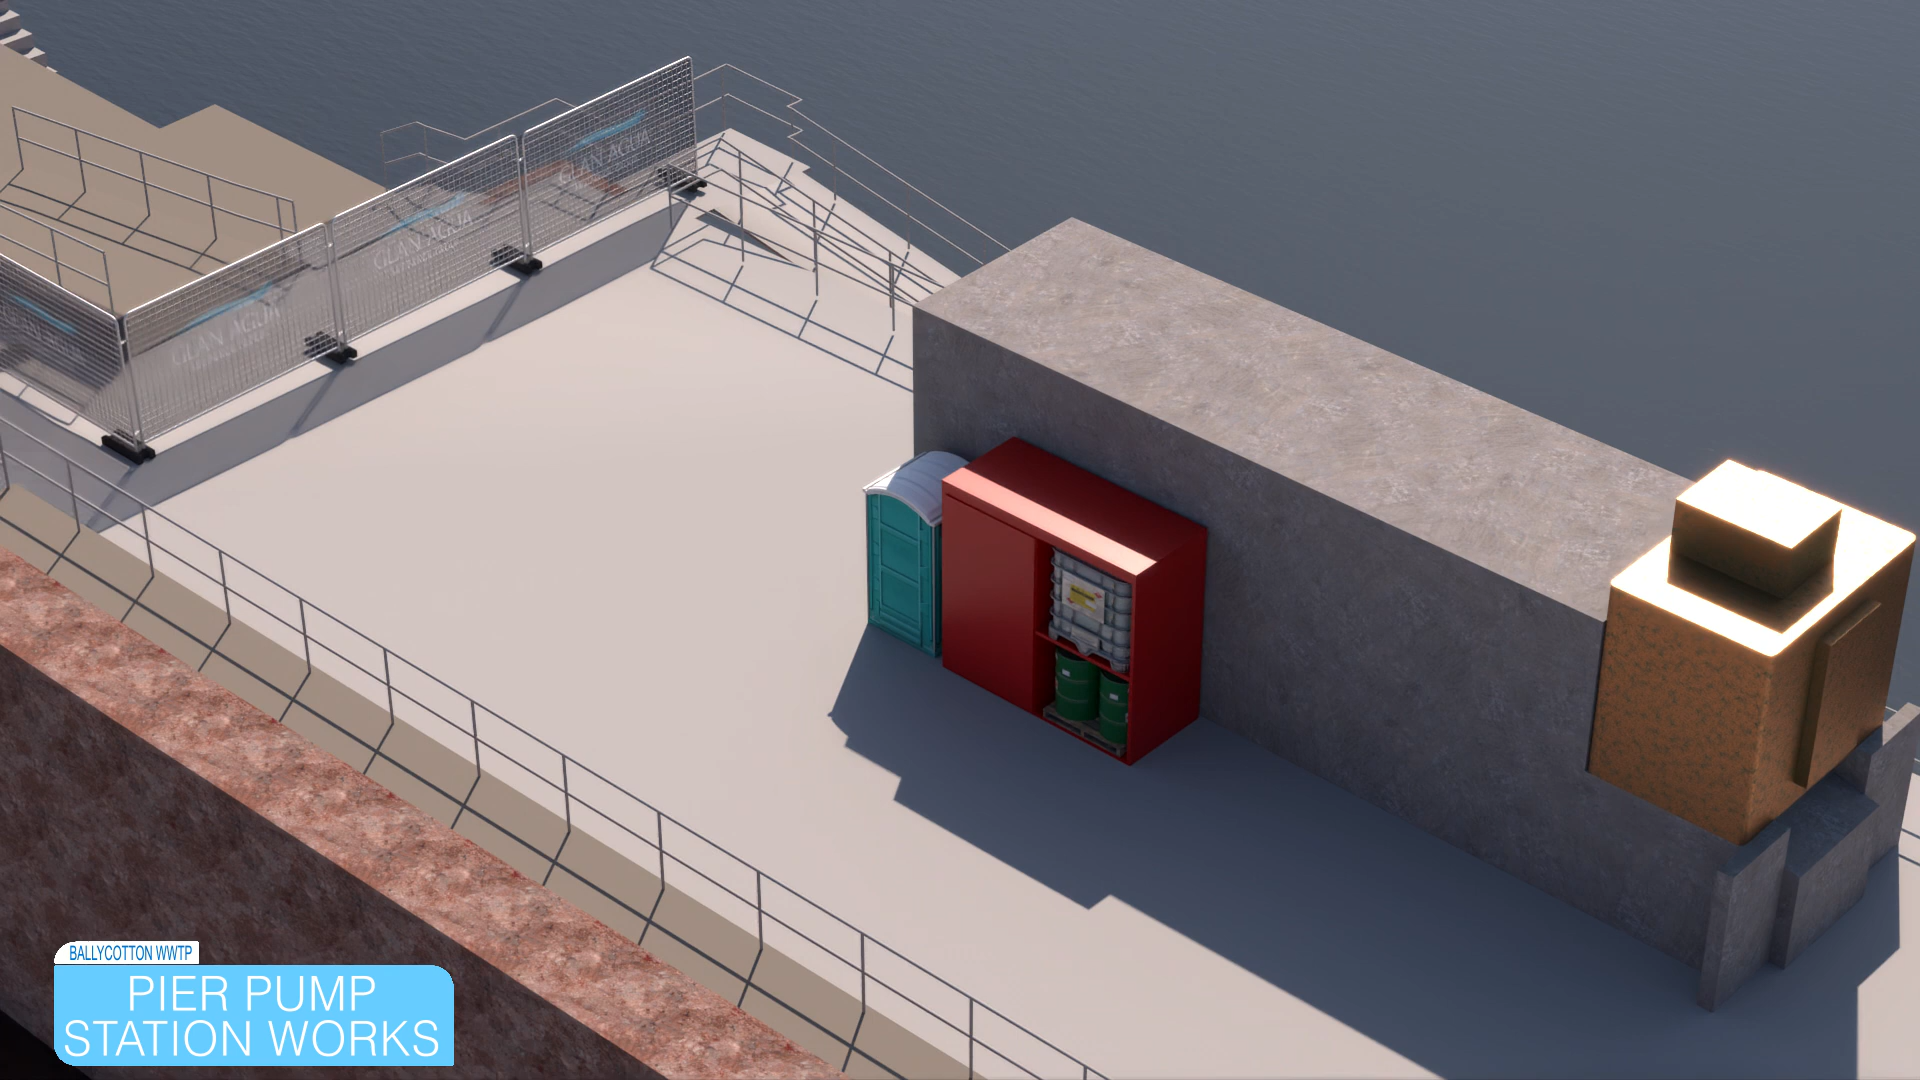 GLAN AGUA
GLAN AGUA
GLAN AGUA
BALLYCOTTON WWTP
PIER PUMP
STATION WORKS